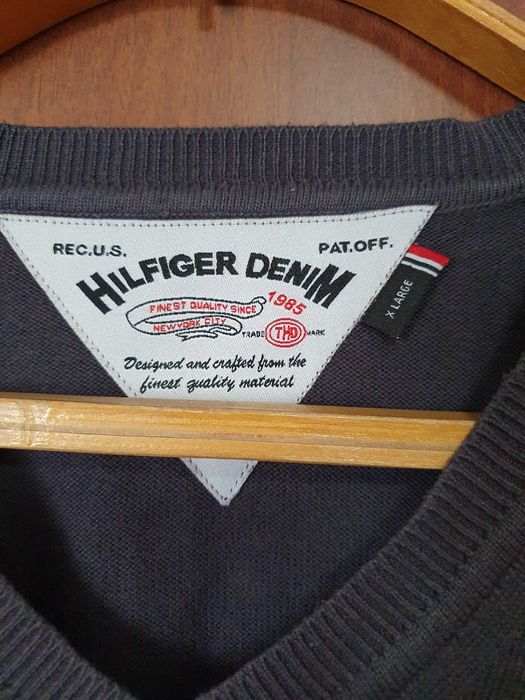 REC.U.S. PAT.OFF.
HILFIGER DENIM
FINEST QUALITY SINCE 1985
NEW YORK CITY
TRADE THD MARK
Designed and crafted from the
finest quality material
X LARGE